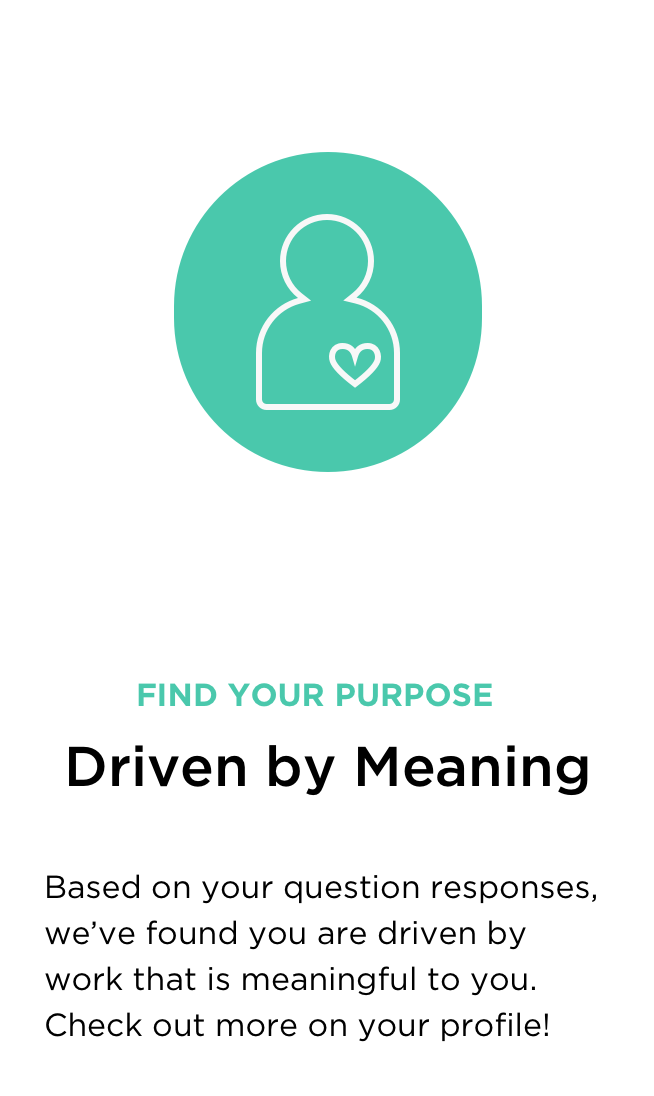 FIND YOUR PURPOSE
Driven by Meaning
Based on your question responses,
we’ve found you are driven by
work that is meaningful to you.
Check out more on your profile!